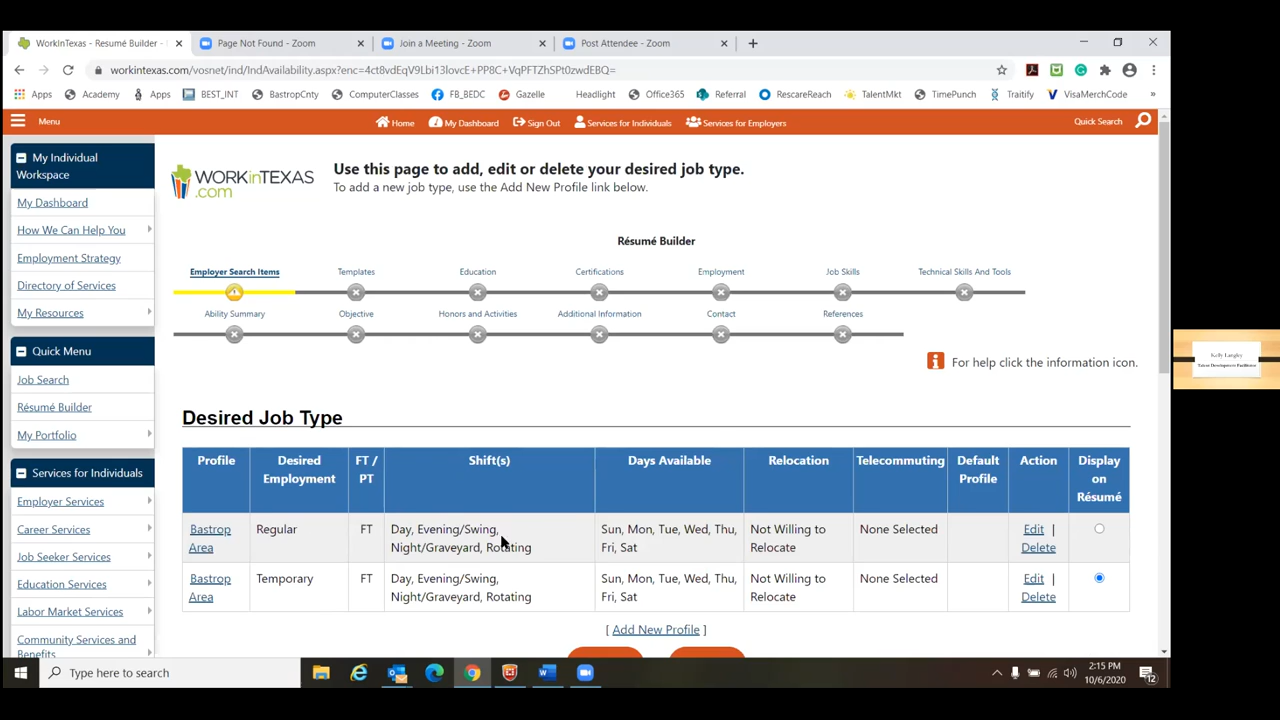 WorkInTexas - Resumé Builder -
Page Not Found - Zoom
Join a Meeting - Zoom
Post Attendee - Zoom
workintexas.com/vosnet/ind/IndAvailability.aspx?enc=4ct8vdEqV9Lbi13lovcE+PP8C+VqPFTZhSPt0zwdEBQ=
Apps Academy Apps BEST_INT BastropCnty ComputerClasses FB_BEDC Gazelle Headlight Office365 Referral RescareReach TalentMkt TimePunch Traitify VisaMerchCode »
Menu Home My Dashboard Sign Out Services for Individuals Services for Employers Quick Search
My Individual
Workspace
My Dashboard
How We Can Help You
Employment Strategy
Directory of Services
My Resources
Quick Menu
Job Search
Résumé Builder
My Portfolio
Services for Individuals
Employer Services
Career Services
Job Seeker Services
Education Services
Labor Market Services
Community Services and
Benefits
WORKinTEXAS
.com
Use this page to add, edit or delete your desired job type.
To add a new job type, use the Add New Profile link below.
Résumé Builder
Employer Search Items Templates Education Certifications Employment Job Skills Technical Skills And Tools
Ability Summary Objective Honors and Activities Additional Information Contact References
For help click the information icon.
Desired Job Type
Profile Desired Employment FT / PT Shift(s) Days Available Relocation Telecommuting Default Profile Action Display on Résumé
Bastrop Area Regular FT Day, Evening/Swing, Night/Graveyard, Rotating Sun, Mon, Tue, Wed, Thu, Fri, Sat Not Willing to Relocate None Selected Edit | Delete
Bastrop Area Temporary FT Day, Evening/Swing, Night/Graveyard, Rotating Sun, Mon, Tue, Wed, Thu, Fri, Sat Not Willing to Relocate None Selected Edit | Delete
[ Add New Profile ]
Kelly Langley
Talent Development Facilitator
Type here to search
2:15 PM
10/6/2020
12